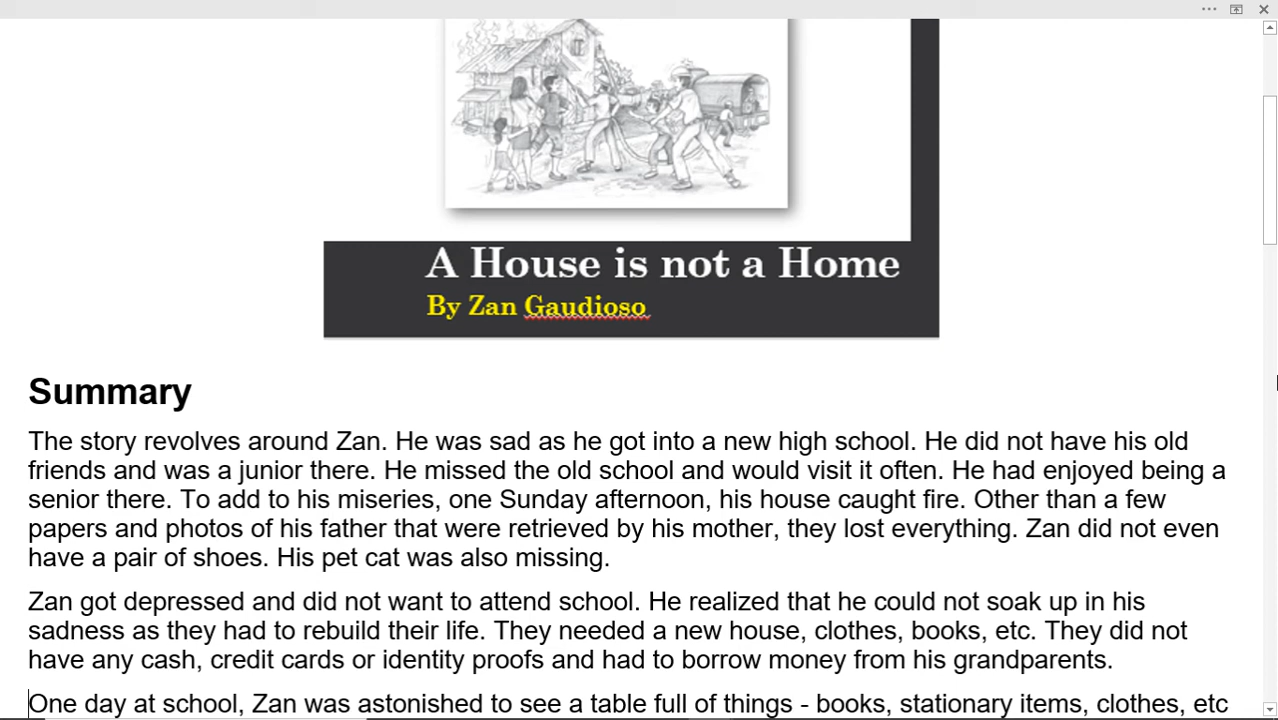 A House is not a Home
By Zan Gaudioso
Summary
The story revolves around Zan. He was sad as he got into a new high school. He did not have his old
friends and was a junior there. He missed the old school and would visit it often. He had enjoyed being a
senior there. To add to his miseries, one Sunday afternoon, his house caught fire. Other than a few
papers and photos of his father that were retrieved by his mother, they lost everything. Zan did not even
have a pair of shoes. His pet cat was also missing.
Zan got depressed and did not want to attend school. He realized that he could not soak up in his
sadness as they had to rebuild their life. They needed a new house, clothes, books, etc. They did not
have any cash, credit cards or identity proofs and had to borrow money from his grandparents.
One day at school, Zan was astonished to see a table full of things - books, stationary items, clothes, etc